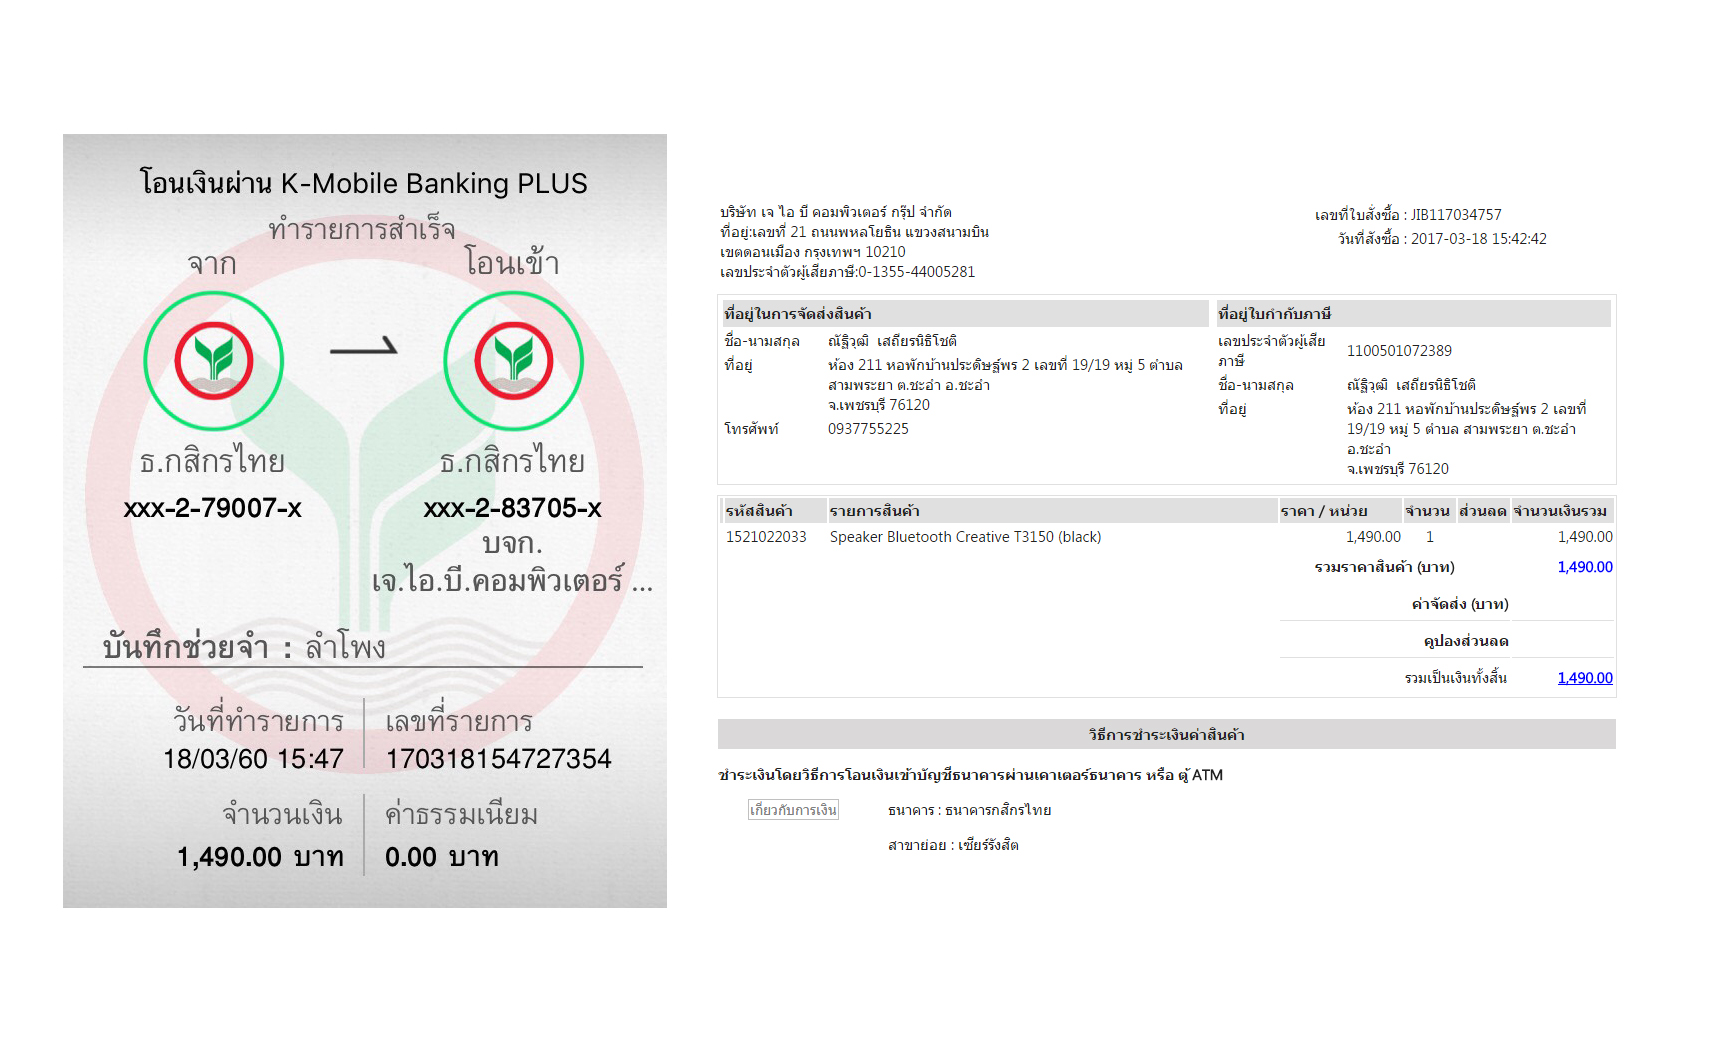 โอนเงินผ่าน K-Mobile Banking PLUS
ทำรายการสำเร็จ
จาก โอนเข้า
ธ.กสิกรไทย ธ.กสิกรไทย
xxx-2-79007-x xxx-2-83705-x
บจก.
เจ.ไอ.บี.คอมพิวเตอร์ ...
บันทึกช่วยจำ : ลำโพง
วันที่ทำรายการ เลขที่รายการ
18/03/60 15:47 170318154727354
จำนวนเงิน ค่าธรรมเนียม
1,490.00 บาท 0.00 บาท
บริษัท เจ ไอ บี คอมพิวเตอร์ กรุ๊ป จำกัด
ที่อยู่:เลขที่ 21 ถนนพหลโยธิน แขวงสนามบิน
เขตดอนเมือง กรุงเทพฯ 10210
เลขประจำตัวผู้เสียภาษี:0-1355-44005281
เลขที่ใบสั่งซื้อ : JIB117034757
วันที่สั่งซื้อ : 2017-03-18 15:42:42
ที่อยู่ในการจัดส่งสินค้า
ชื่อ-นามสกุล ณัฐิวุฒิ เสถียรนิธิโชติ
ที่อยู่ ห้อง 211 หอพักบ้านประดิษฐ์พร 2 เลขที่ 19/19 หมู่ 5 ตำบล
สามพระยา ต.ชะอำ อ.ชะอำ
จ.เพชรบุรี 76120
โทรศัพท์ 0937755225
ที่อยู่ใบกำกับภาษี
เลขประจำตัวผู้เสีย
ภาษี 1100501072389
ชื่อ-นามสกุล ณัฐิวุฒิ เสถียรนิธิโชติ
ที่อยู่ ห้อง 211 หอพักบ้านประดิษฐ์พร 2 เลขที่
19/19 หมู่ 5 ตำบล สามพระยา ต.ชะอำ
อ.ชะอำ
จ.เพชรบุรี 76120
รหัสสินค้า รายการสินค้า ราคา / หน่วย จำนวน ส่วนลด จำนวนเงินรวม
1521022033 Speaker Bluetooth Creative T3150 (black) 1,490.00 1 1,490.00
รวมราคาสินค้า (บาท) 1,490.00
ค่าจัดส่ง (บาท)
คูปองส่วนลด
รวมเป็นเงินทั้งสิ้น 1,490.00
วิธีการชำระเงินค่าสินค้า
ชำระเงินโดยวิธีการโอนเงินเข้าบัญชีธนาคารผ่านเคาเตอร์ธนาคาร หรือ ตู้ ATM
เกี่ยวกับการเงิน ธนาคาร : ธนาคารกสิกรไทย
สาขาย่อย : เซียร์รังสิต